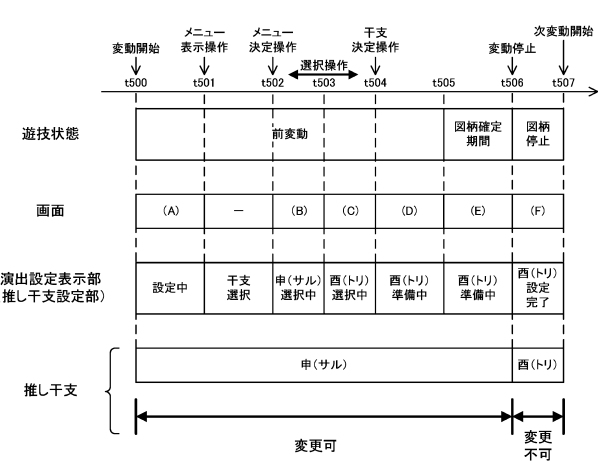 次変動開始
メニュー
メニュー
干支
変動開始
表示操作
決定操作
決定操作
変動停止
選択操作
t500
t501
t502
t503
t504
t505
t506
t507
遊技状態
前変動
図柄確定
期間
図柄
停止
画面
(A)
ー
(B)
(C)
(D)
(E)
(F)
演出設定表示部
(推し干支設定部)
設定中
干支
選択
申(サル)
選択中
酉(トリ)
選択中
酉(トリ)
準備中
酉(トリ)
準備中
酉(トリ)
設定
完了
推し干支
申(サル)
酉(トリ)
変更可
変更
不可